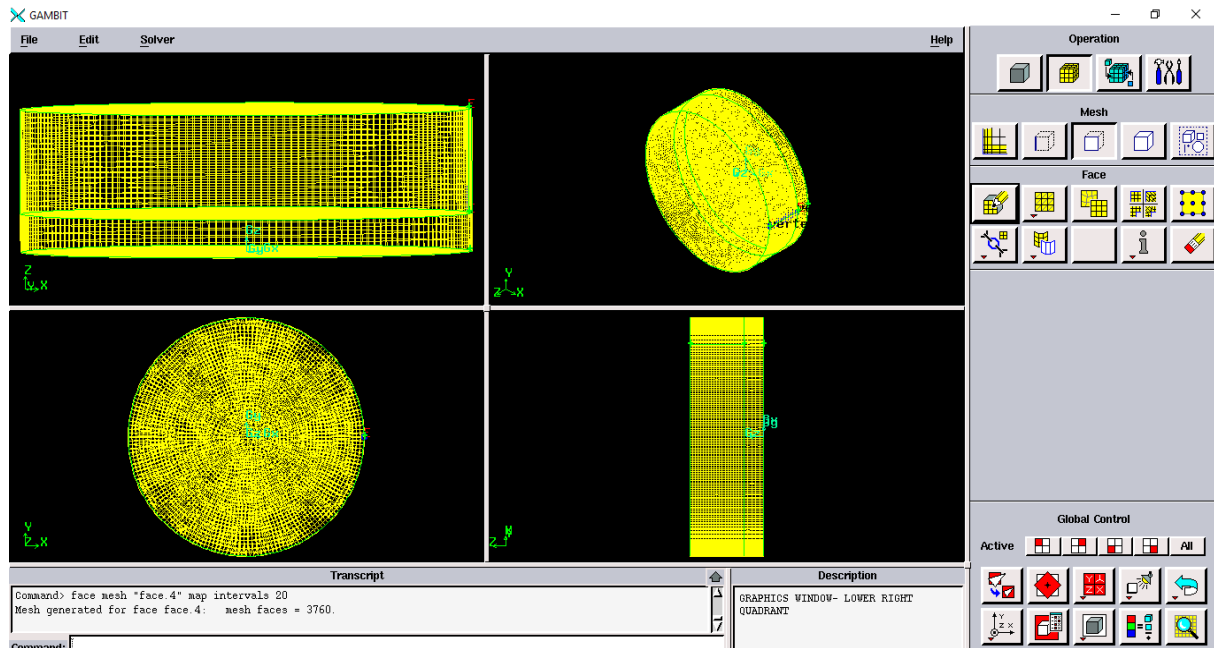 GAMBIT
File Edit Solver Help
Operation
Mesh
Face
Z
X
Y
Z X
Y
Z X
Z
Global Control
Active All
Transcript
Command> face mesh "face.4" map intervals 20
Mesh generated for face face.4: mesh faces = 3760.
Command:
Description
GRAPHICS WINDOW- LOWER RIGHT
QUADRANT